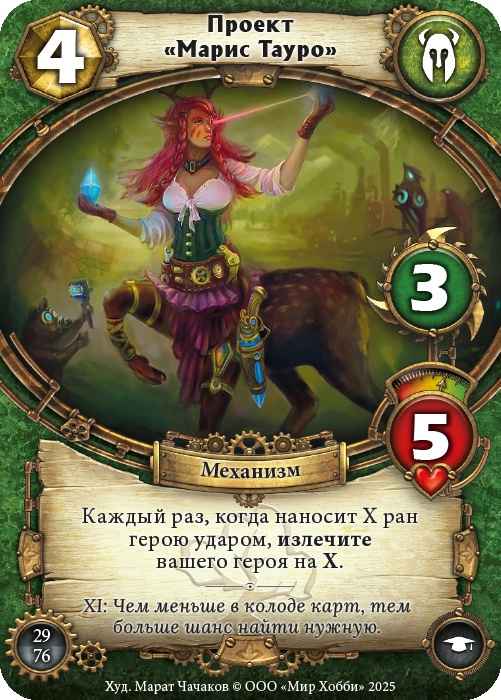 4
Проект
«Марис Тауро»
3
5
Механизм
Каждый раз, когда наносит X ран
герою ударом, излечите
вашего героя на X.
XI: Чем меньше в колоде карт, тем
больше шанс найти нужную.
29
76
Худ. Марат Чачаков © ООО «Мир Хобби» 2025